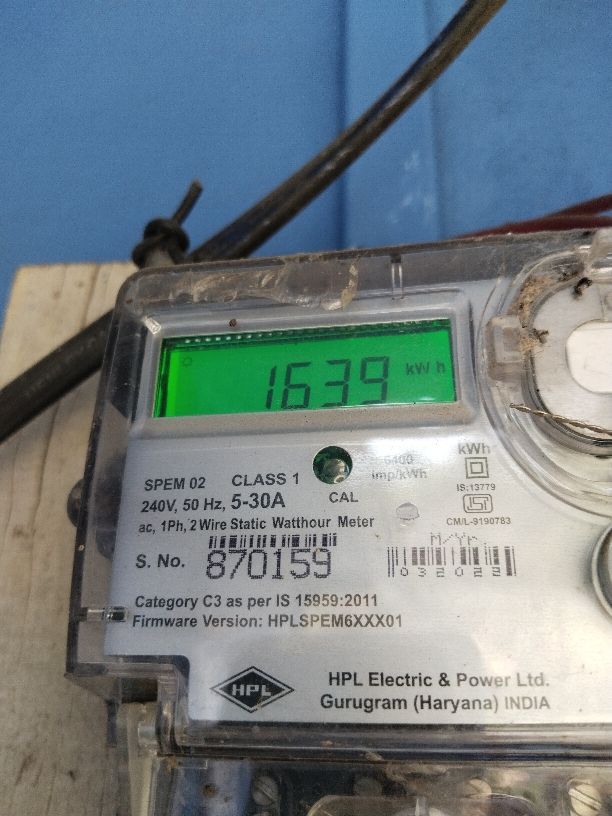 1639 kWh
SPEM 02 CLASS 1
6400 imp/kWh
kWh
240V, 50 Hz, 5-30A
CAL
IS:13779
ac, 1Ph, 2 Wire Static Watthour Meter
CM/L-9190783
S. No. 870159
M/Yr
032023
Category C3 as per IS 15959:2011
Firmware Version: HPLSPEM6XXX01
HPL
HPL Electric & Power Ltd.
Gurugram (Haryana) INDIA